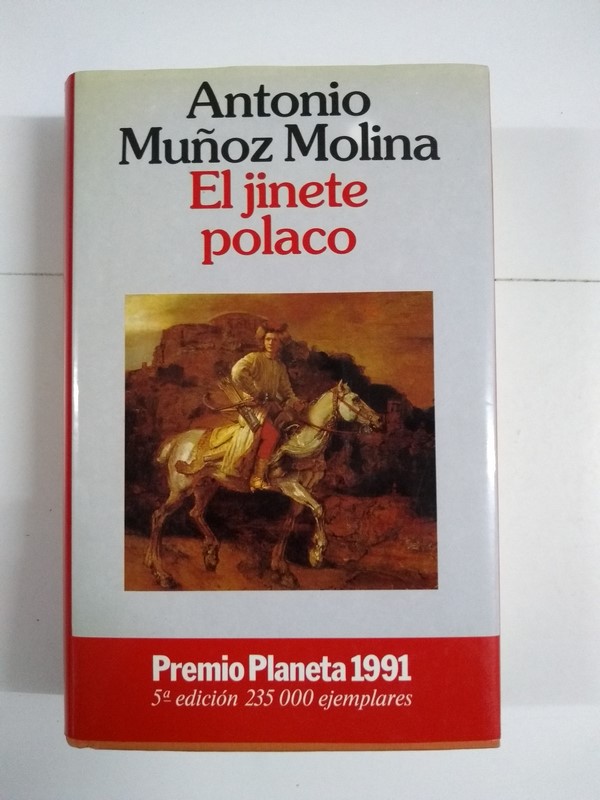 Antonio
Muñoz Molina
El jinete
polaco
Premio Planeta 1991
5ª edición 235 000 ejemplares